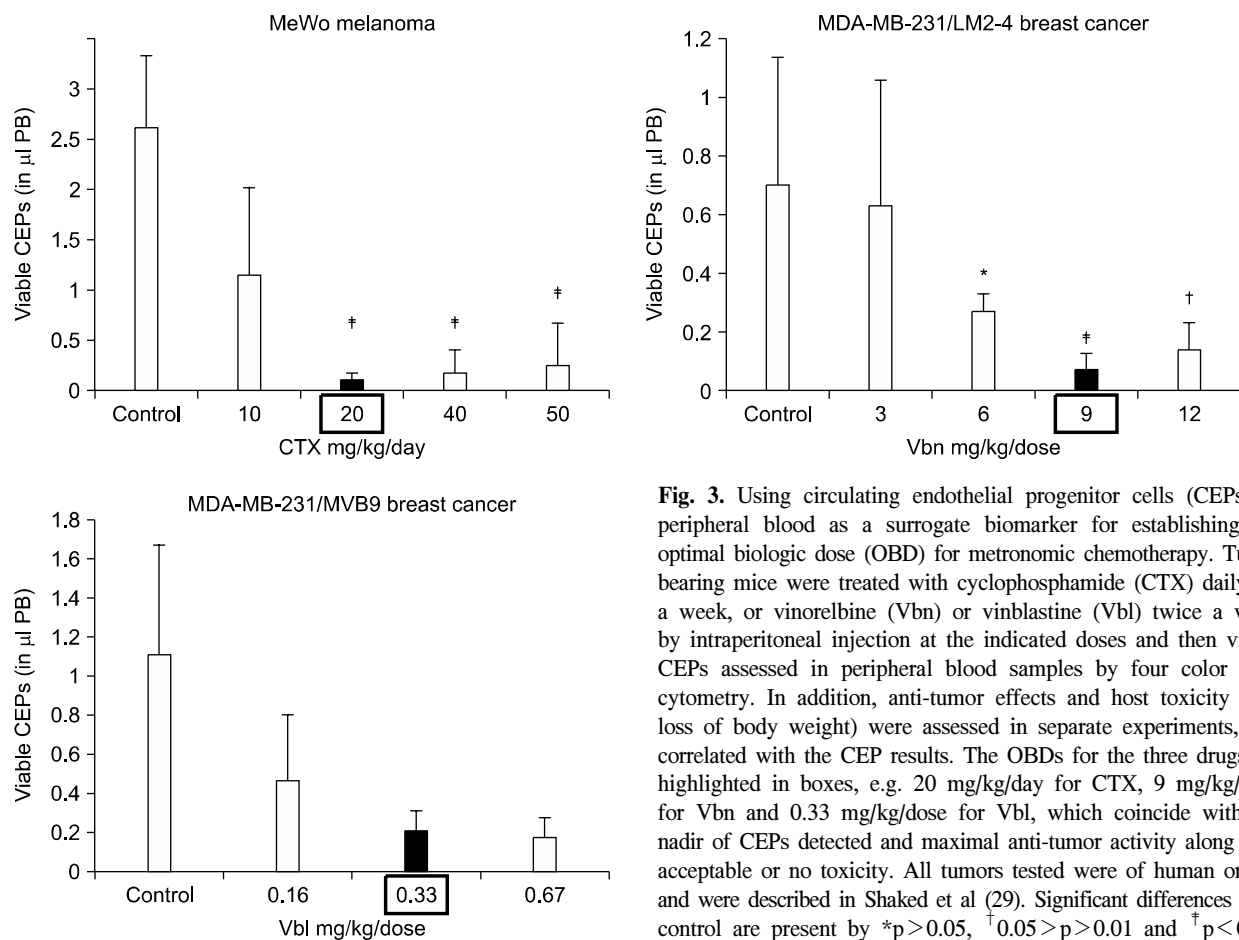 MeWo melanoma
Viable CEPs (in µl PB)
3
2.5
2
1.5
1
0.5
0
Control 10 20 40 50
‡ ‡ ‡
CTX mg/kg/day
MDA-MB-231/LM2-4 breast cancer
Viable CEPs (in µl PB)
1.2
1
0.8
0.6
0.4
0.2
0
* ‡ †
Control 3 6 9 12
Vbn mg/kg/dose
MDA-MB-231/MVB9 breast cancer
Viable CEPs (in µl PB)
1.8
1.6
1.4
1.2
1
0.8
0.6
0.4
0.2
0
Control 0.16 0.33 0.67
Vbl mg/kg/dose
Fig. 3. Using circulating endothelial progenitor cells (CEPs
peripheral blood as a surrogate biomarker for establishing
optimal biologic dose (OBD) for metronomic chemotherapy. Tu
bearing mice were treated with cyclophosphamide (CTX) daily
a week, or vinorelbine (Vbn) or vinblastine (Vbl) twice a w
by intraperitoneal injection at the indicated doses and then vi
CEPs assessed in peripheral blood samples by four color
cytometry. In addition, anti-tumor effects and host toxicity
loss of body weight) were assessed in separate experiments,
correlated with the CEP results. The OBDs for the three drugs
highlighted in boxes, e.g. 20 mg/kg/day for CTX, 9 mg/kg/
for Vbn and 0.33 mg/kg/dose for Vbl, which coincide with
nadir of CEPs detected and maximal anti-tumor activity along
acceptable or no toxicity. All tumors tested were of human or
and were described in Shaked et al (29). Significant differences
control are present by *p>0.05, †0.05>p>0.01 and ‡p<0